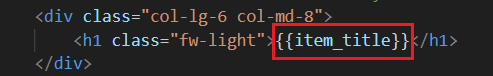 <div class="col-lg-6 col-md-8">
<h1 class="fw-light">{{item_title}}</h1>
</div>